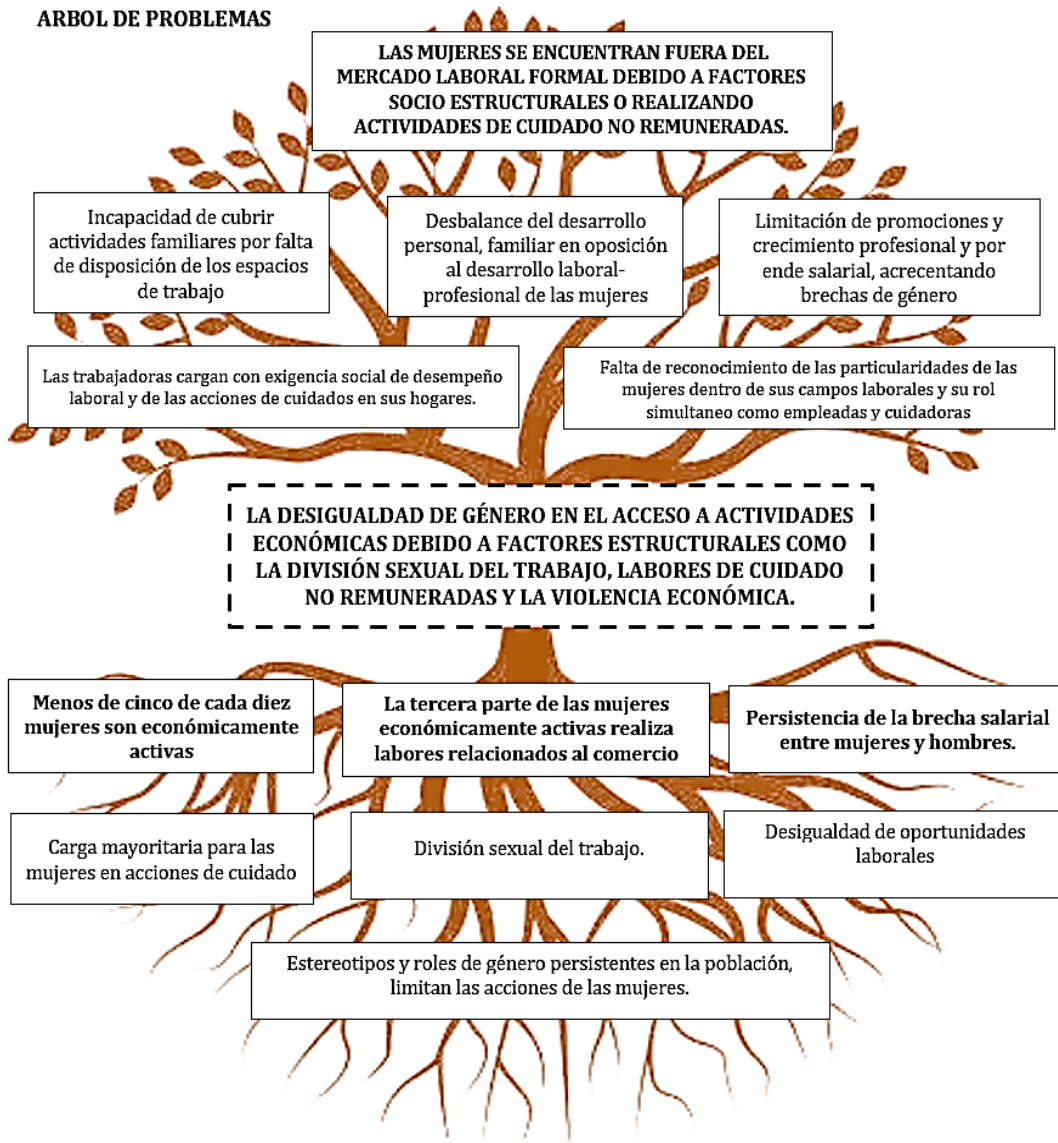 ARBOL DE PROBLEMAS
LAS MUJERES SE ENCUENTRAN FUERA DEL
MERCADO LABORAL FORMAL DEBIDO A FACTORES
SOCIO ESTRUCTURALES O REALIZANDO
ACTIVIDADES DE CUIDADO NO REMUNERADAS.
Incapacidad de cubrir
actividades familiares por falta
de disposición de los espacios
de trabajo
Desbalance del desarrollo
personal, familiar en oposición
al desarrollo laboral-
profesional de las mujeres
Limitación de promociones y
crecimiento profesional y por
ende salarial, acrecentando
brechas de género
Las trabajadoras cargan con exigencia social de desempeño
laboral y de las acciones de cuidados en sus hogares.
Falta de reconocimiento de las particularidades de las
mujeres dentro de sus campos laborales y su rol
simultaneo como empleadas y cuidadoras
LA DESIGUALDAD DE GÉNERO EN EL ACCESO A ACTIVIDADES
ECONÓMICAS DEBIDO A FACTORES ESTRUCTURALES COMO
LA DIVISIÓN SEXUAL DEL TRABAJO, LABORES DE CUIDADO
NO REMUNERADAS Y LA VIOLENCIA ECONÓMICA.
Menos de cinco de cada diez
mujeres son económicamente
activas
La tercera parte de las mujeres
económicamente activas realiza
labores relacionados al comercio
Persistencia de la brecha salarial
entre mujeres y hombres.
Carga mayoritaria para las
mujeres en acciones de cuidado
División sexual del trabajo.
Desigualdad de oportunidades
laborales
Estereotipos y roles de género persistentes en la población,
limitan las acciones de las mujeres.